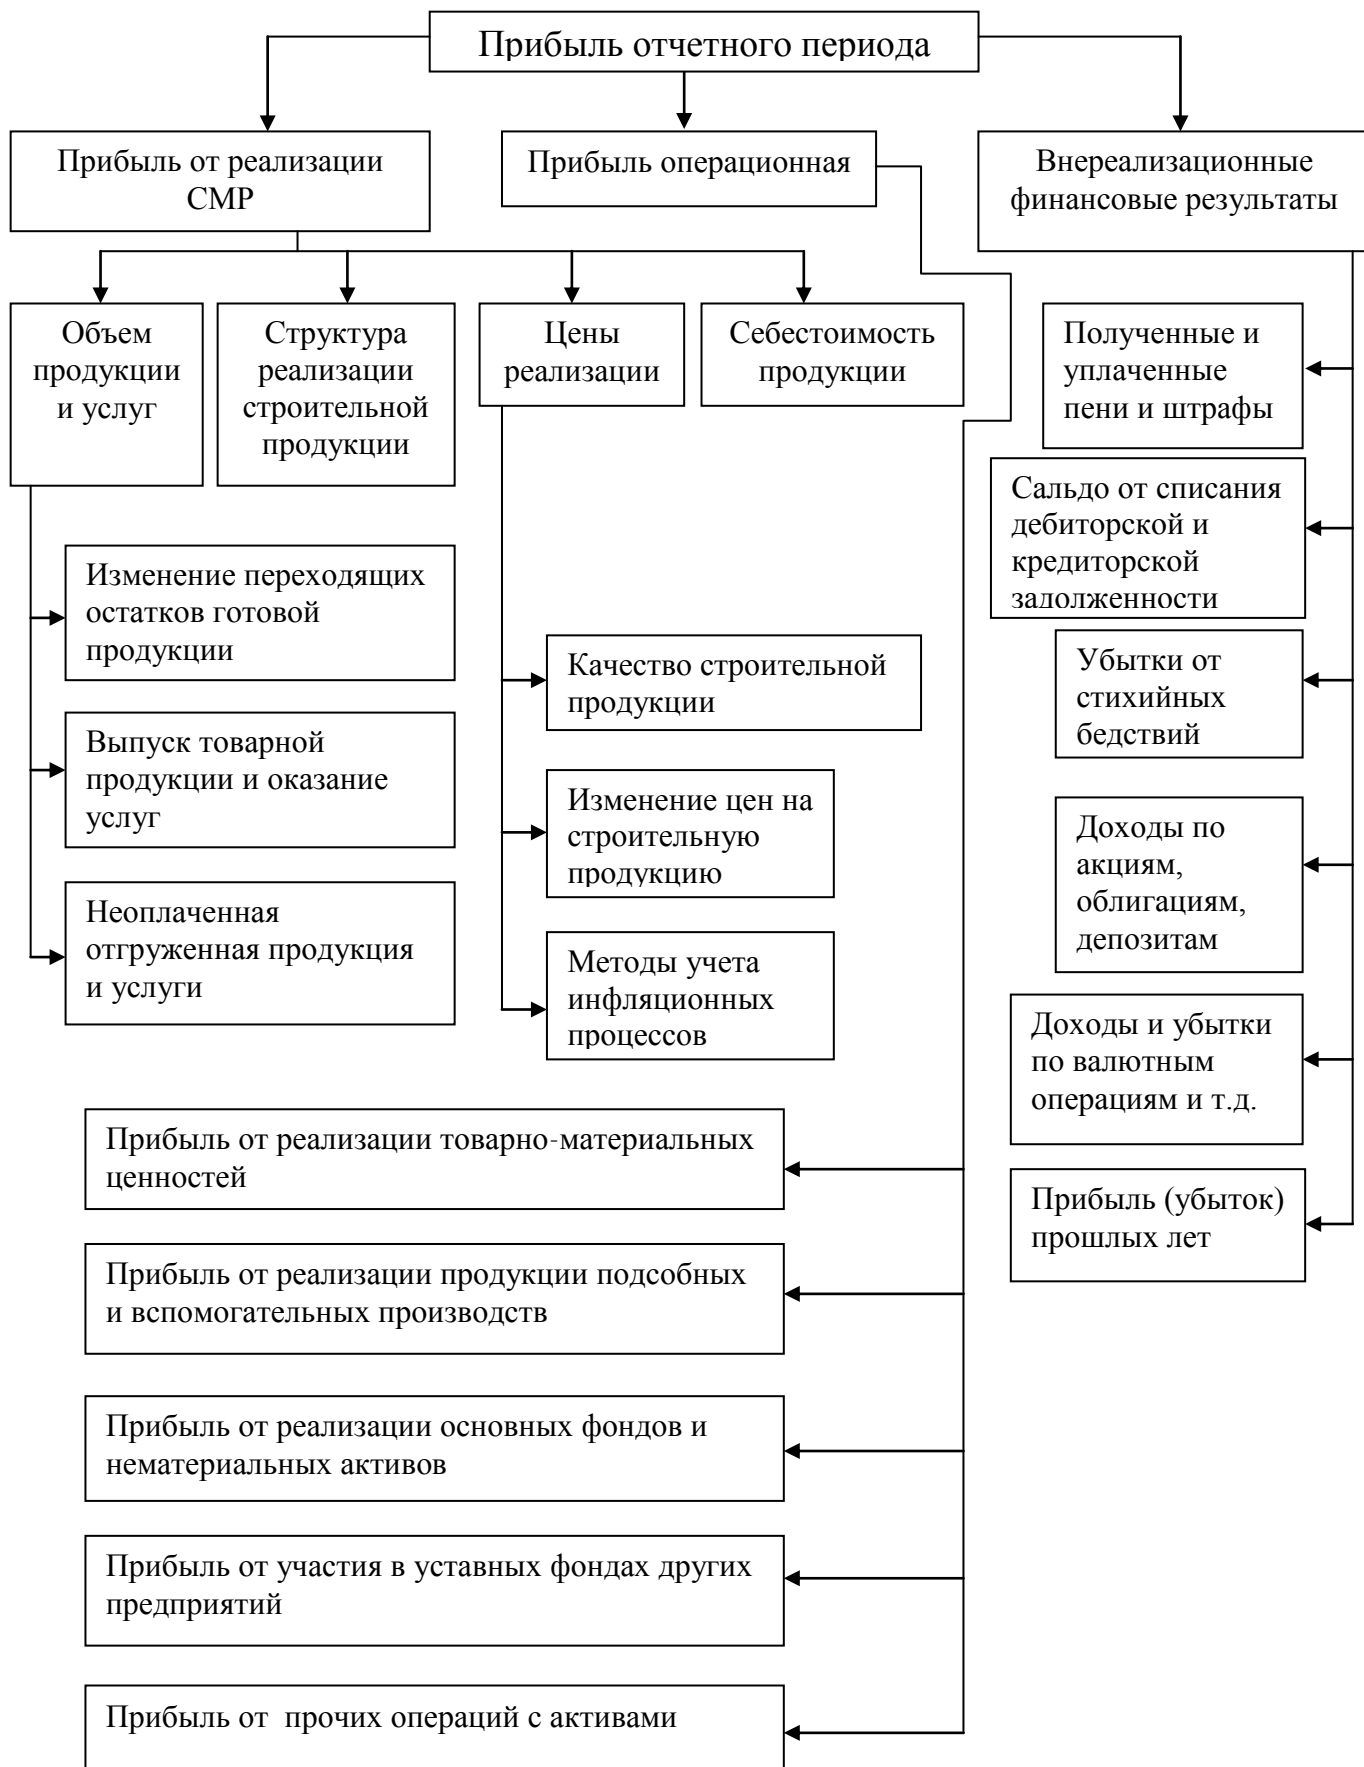 Прибыль отчетного периода
Прибыль от реализации
СМР
Прибыль операционная
Внереализационные
финансовые результаты
Объем
продукции
и услуг
Структура
реализации
строительной
продукции
Цены
реализации
Себестоимость
продукции
Полученные и
уплаченные
пени и штрафы
Сальдо от списания
дебиторской и
кредиторской
задолженности
Убытки от
стихийных
бедствий
Доходы по
акциям,
облигациям,
депозитам
Доходы и убытки
по валютным
операциям и т.д.
Прибыль (убыток)
прошлых лет
Изменение переходящих
остатков готовой
продукции
Выпуск товарной
продукции и оказание
услуг
Неоплаченная
отгруженная продукция
и услуги
Качество строительной
продукции
Изменение цен на
строительную
продукцию
Методы учета
инфляционных
процессов
Прибыль от реализации товарно-материальных
ценностей
Прибыль от реализации продукции подсобных
и вспомогательных производств
Прибыль от реализации основных фондов и
нематериальных активов
Прибыль от участия в уставных фондах других
предприятий
Прибыль от  прочих операций с активами